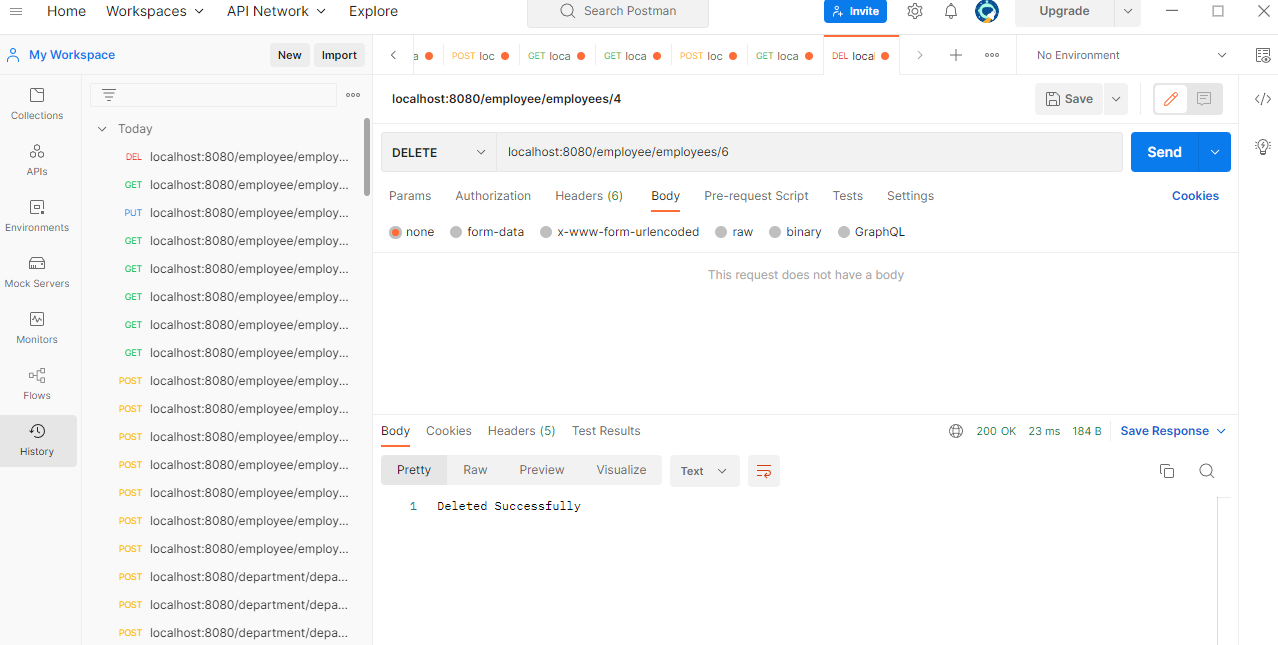 Home Workspaces API Network Explore Search Postman Invite Upgrade
My Workspace New Import
a POST loc GET loca GET loca POST loc GET loca DEL local No Environment
Collections
APIs
Environments
Mock Servers
Monitors
Flows
History
Today
DEL localhost:8080/employee/employ...
GET localhost:8080/employee/employ...
PUT localhost:8080/employee/employ...
GET localhost:8080/employee/employ...
GET localhost:8080/employee/employ...
GET localhost:8080/employee/employ...
GET localhost:8080/employee/employ...
GET localhost:8080/employee/employ...
POST localhost:8080/employee/employ...
POST localhost:8080/employee/employ...
POST localhost:8080/employee/employ...
POST localhost:8080/employee/employ...
POST localhost:8080/employee/employ...
POST localhost:8080/employee/employ...
POST localhost:8080/employee/employ...
POST localhost:8080/department/depa...
POST localhost:8080/department/depa...
POST localhost:8080/department/depa...
localhost:8080/employee/employees/4 Save
DELETE localhost:8080/employee/employees/6 Send
Params Authorization Headers (6) Body Pre-request Script Tests Settings Cookies
none form-data x-www-form-urlencoded raw binary GraphQL
This request does not have a body
Body Cookies Headers (5) Test Results 200 OK 23 ms 184 B Save Response
Pretty Raw Preview Visualize Text
1 Deleted Successfully